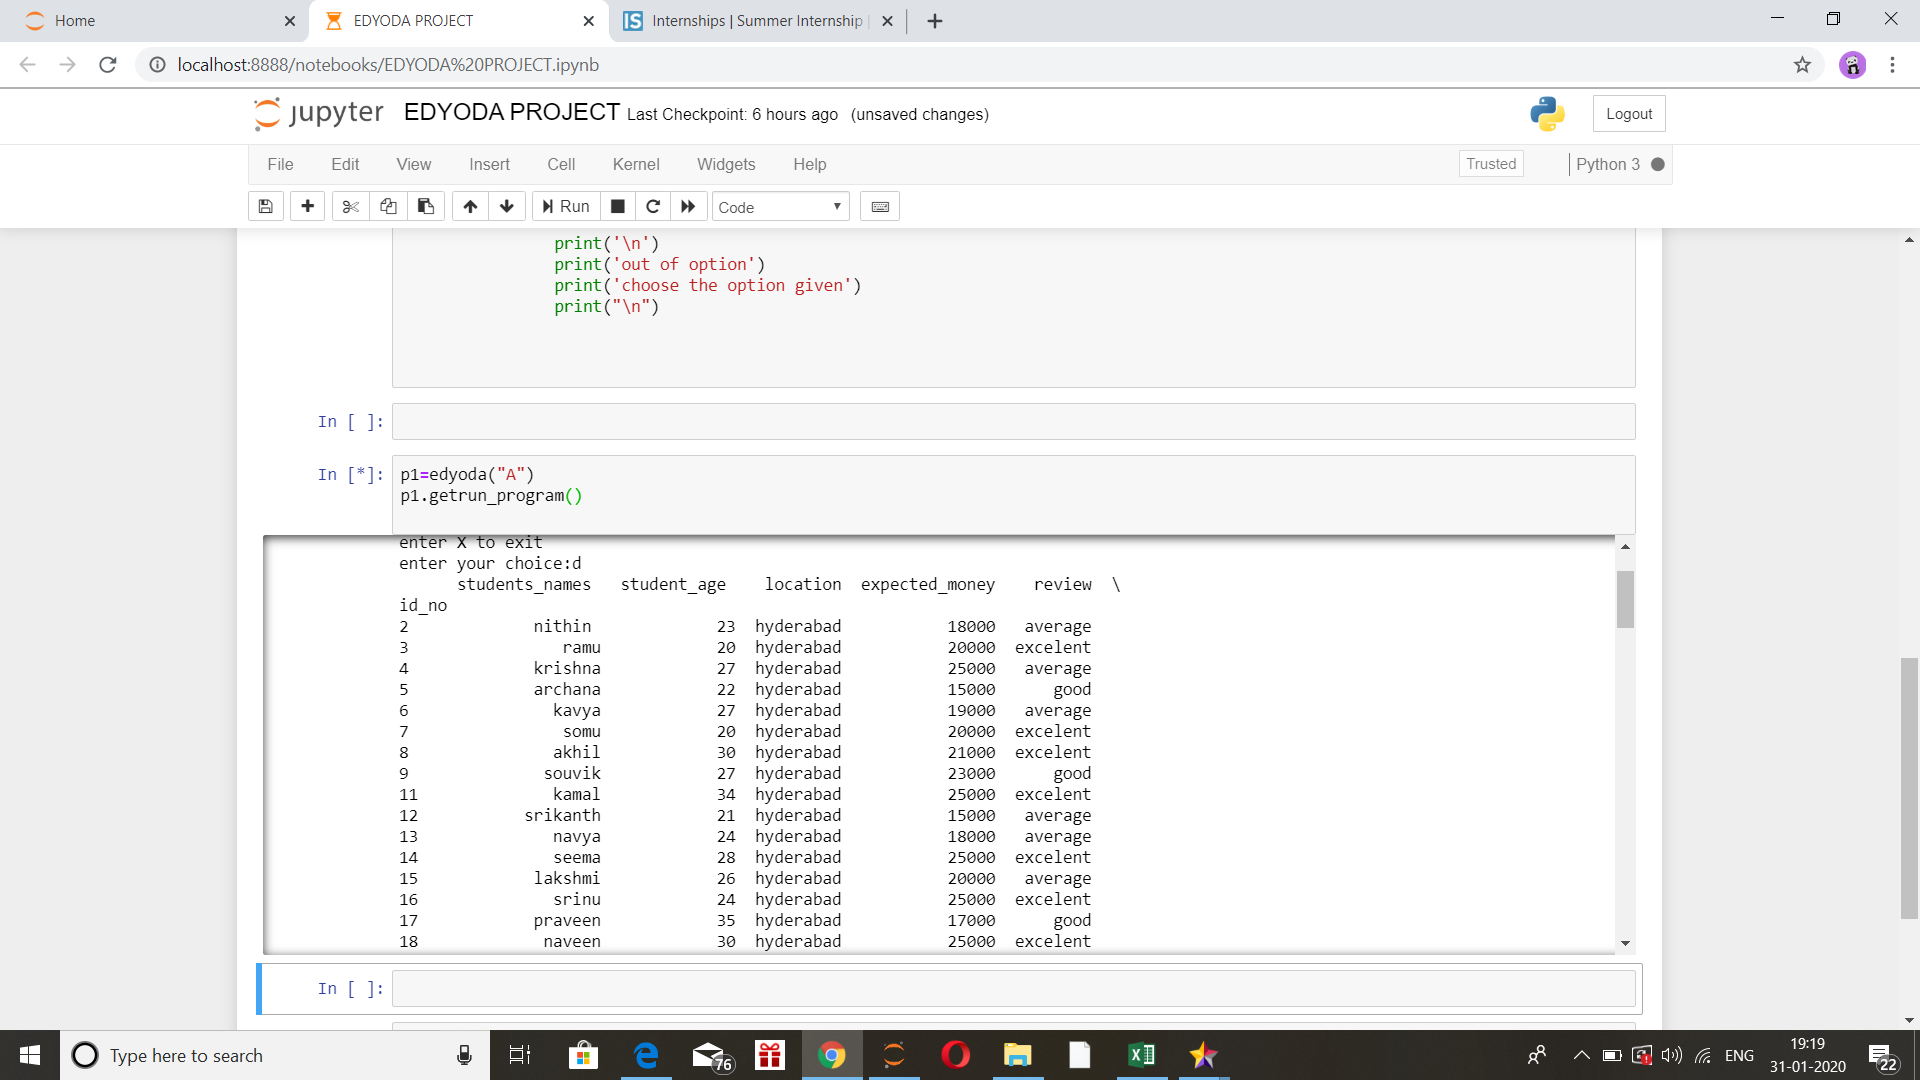 Home
EDYODA PROJECT
Internships | Summer Internship
localhost:8888/notebooks/EDYODA%20PROJECT.ipynb
jupyter EDYODA PROJECT Last Checkpoint: 6 hours ago (unsaved changes)
Logout
File Edit View Insert Cell Kernel Widgets Help
Trusted
Python 3
Run
Code
print('\n')
print('out of option')
print('choose the option given')
print("\n")
In [ ]:
In [*]: p1=edyoda("A")
p1.getrun_program()
enter X to exit
enter your choice:d
students_names student_age location expected_money review \
id_no
2 nithin 23 hyderabad 18000 average
3 ramu 20 hyderabad 20000 excelent
4 krishna 27 hyderabad 25000 average
5 archana 22 hyderabad 15000 good
6 kavya 27 hyderabad 19000 average
7 somu 20 hyderabad 20000 excelent
8 akhil 30 hyderabad 21000 excelent
9 souvik 27 hyderabad 23000 good
11 kamal 34 hyderabad 25000 excelent
12 srikanth 21 hyderabad 15000 average
13 navya 24 hyderabad 18000 average
14 seema 28 hyderabad 25000 excelent
15 lakshmi 26 hyderabad 20000 average
16 srinu 24 hyderabad 25000 excelent
17 praveen 35 hyderabad 17000 good
18 naveen 30 hyderabad 25000 excelent
In [ ]:
Type here to search
76
ENG
19:19
31-01-2020
22